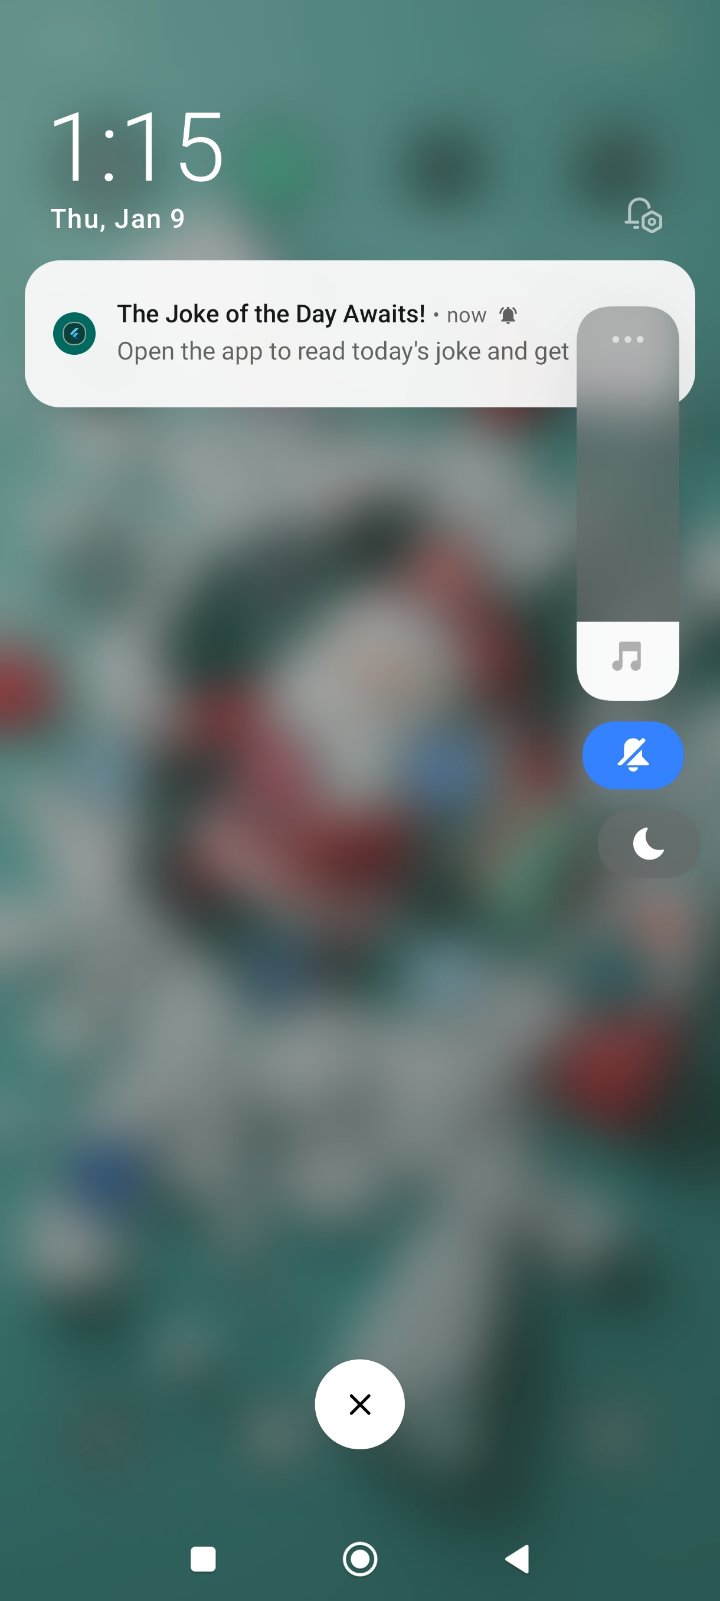 1:15
Thu, Jan 9
The Joke of the Day Awaits! • now
Open the app to read today's joke and get